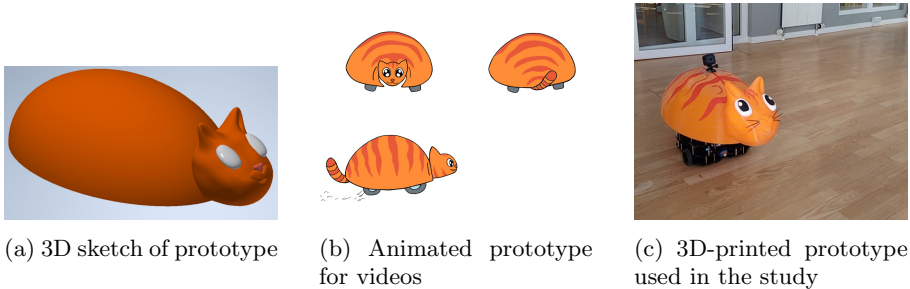 (a) 3D sketch of prototype
(b) Animated prototype
for videos
(c) 3D-printed prototype
used in the study